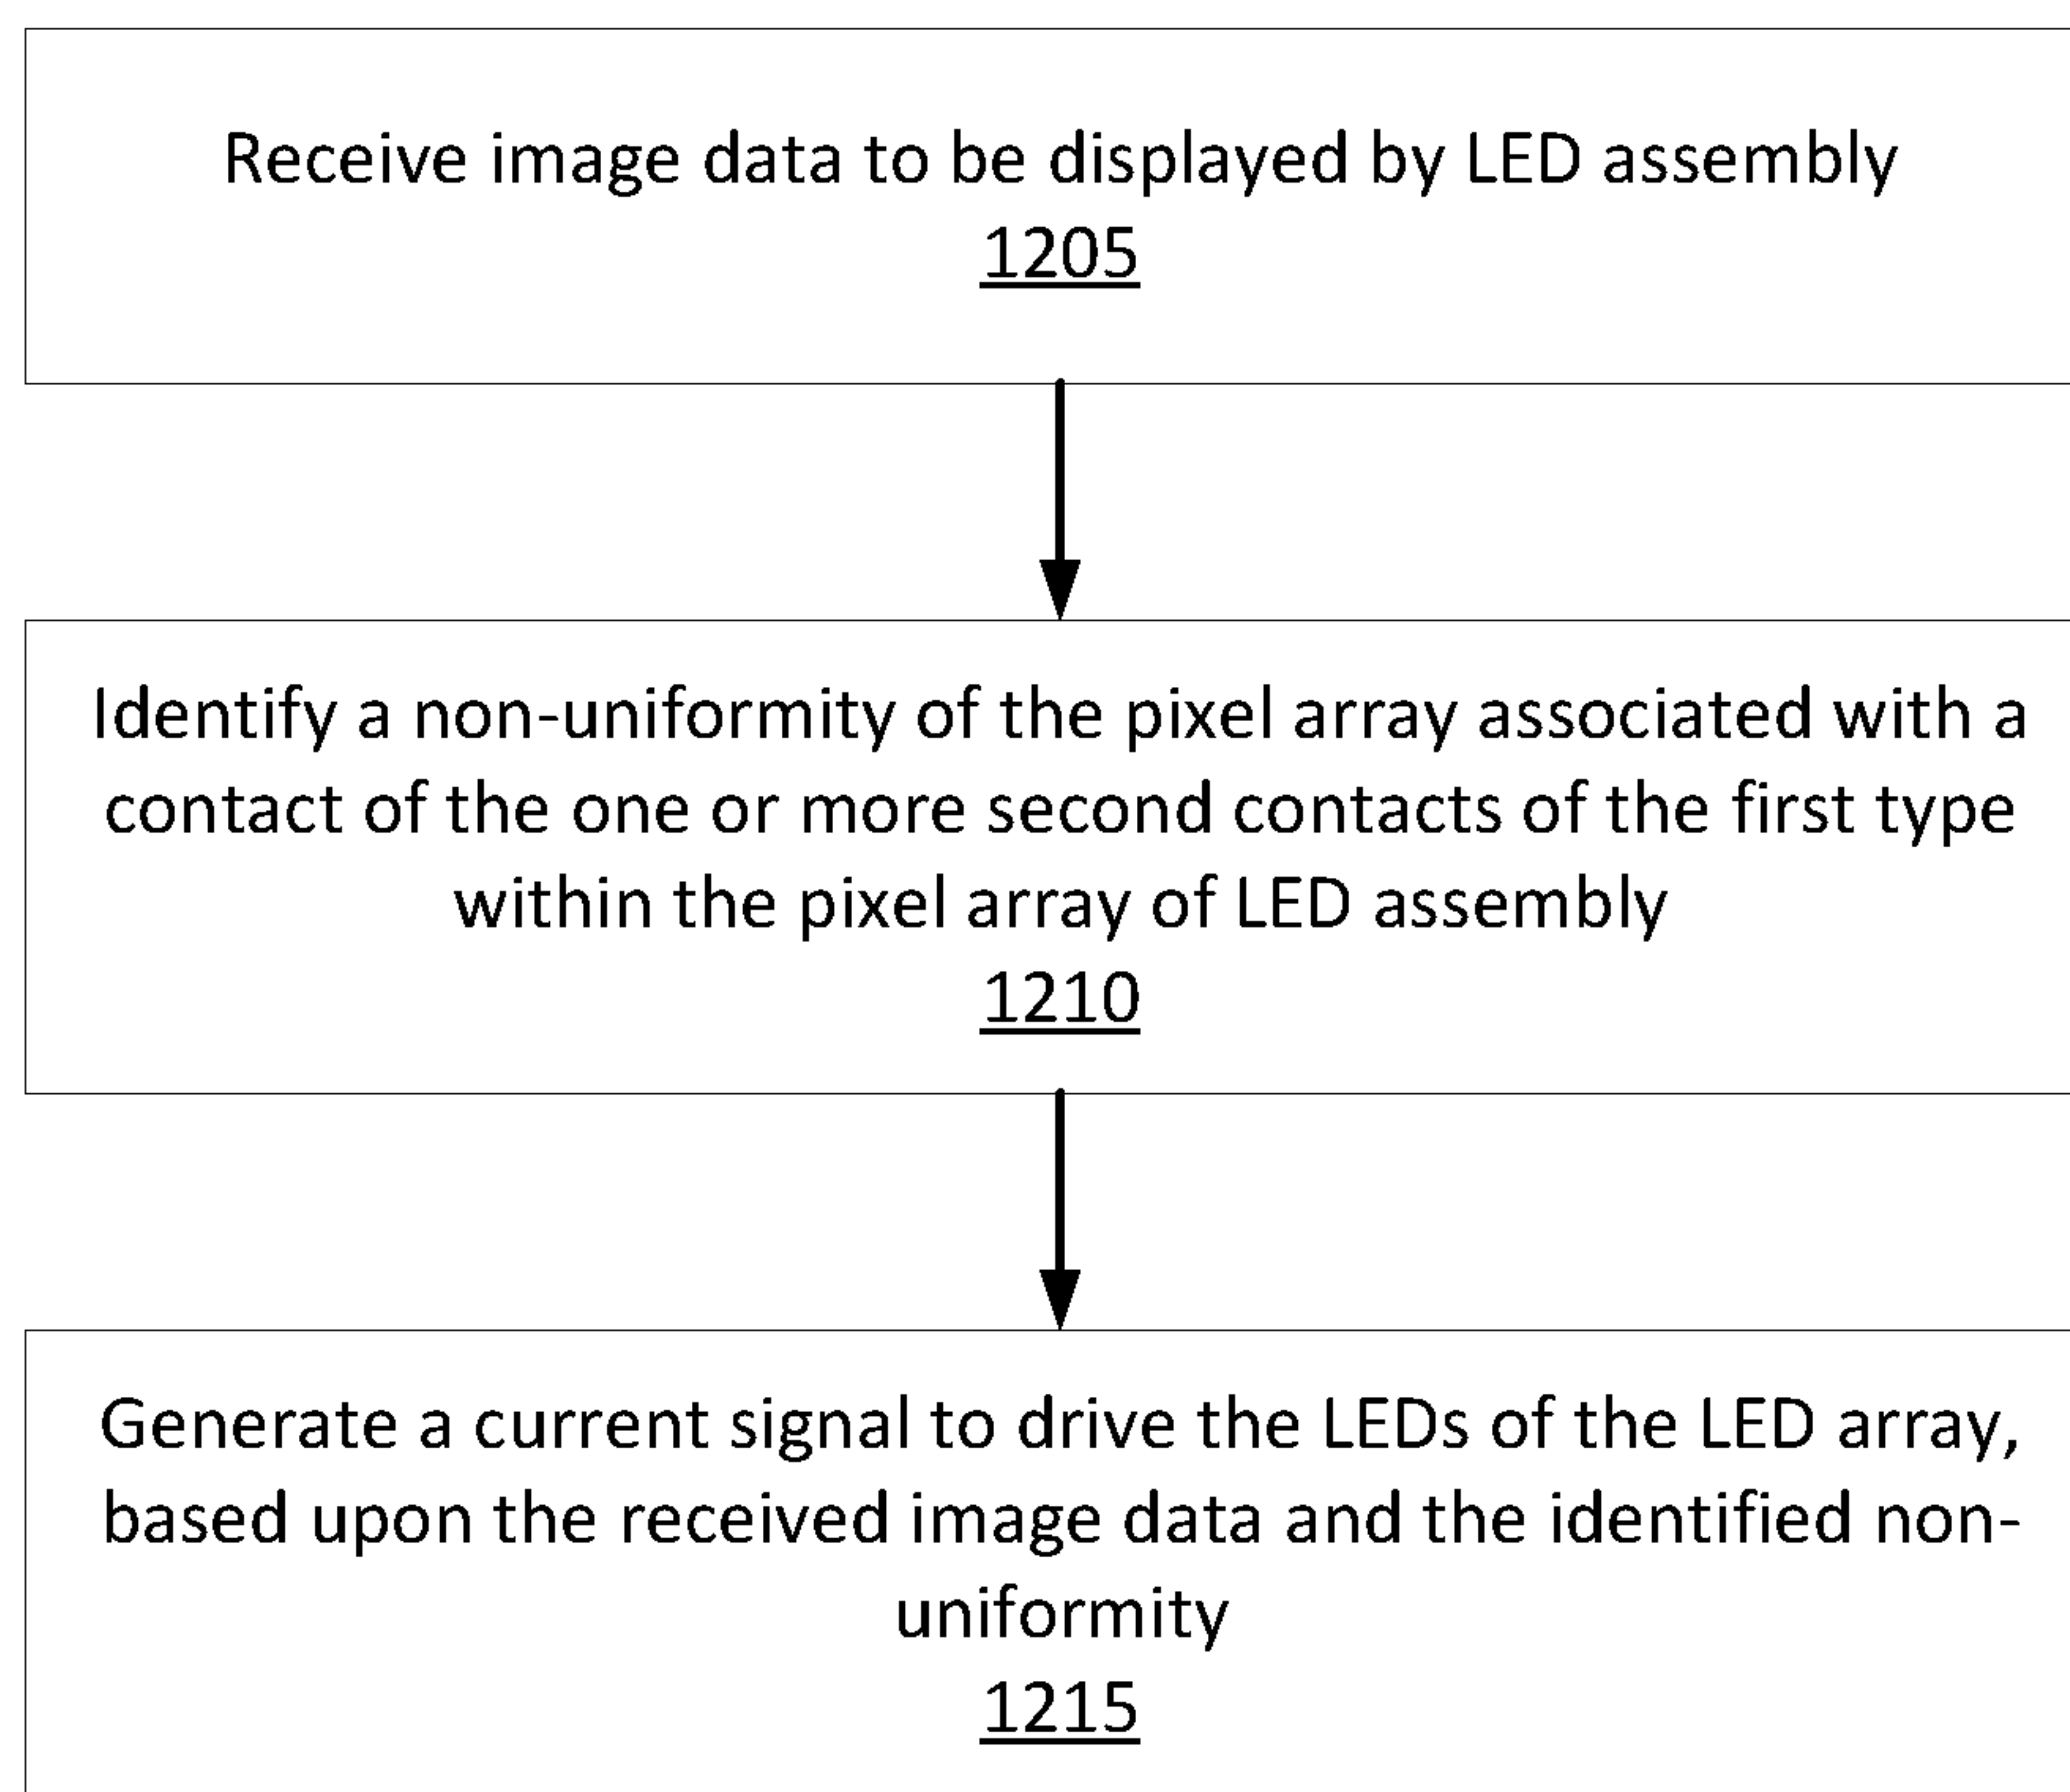 Receive image data to be displayed by LED assembly
1205
Identify a non-uniformity of the pixel array associated with a
contact of the one or more second contacts of the first type
within the pixel array of LED assembly
1210
Generate a current signal to drive the LEDs of the LED array,
based upon the received image data and the identified non-
uniformity
1215